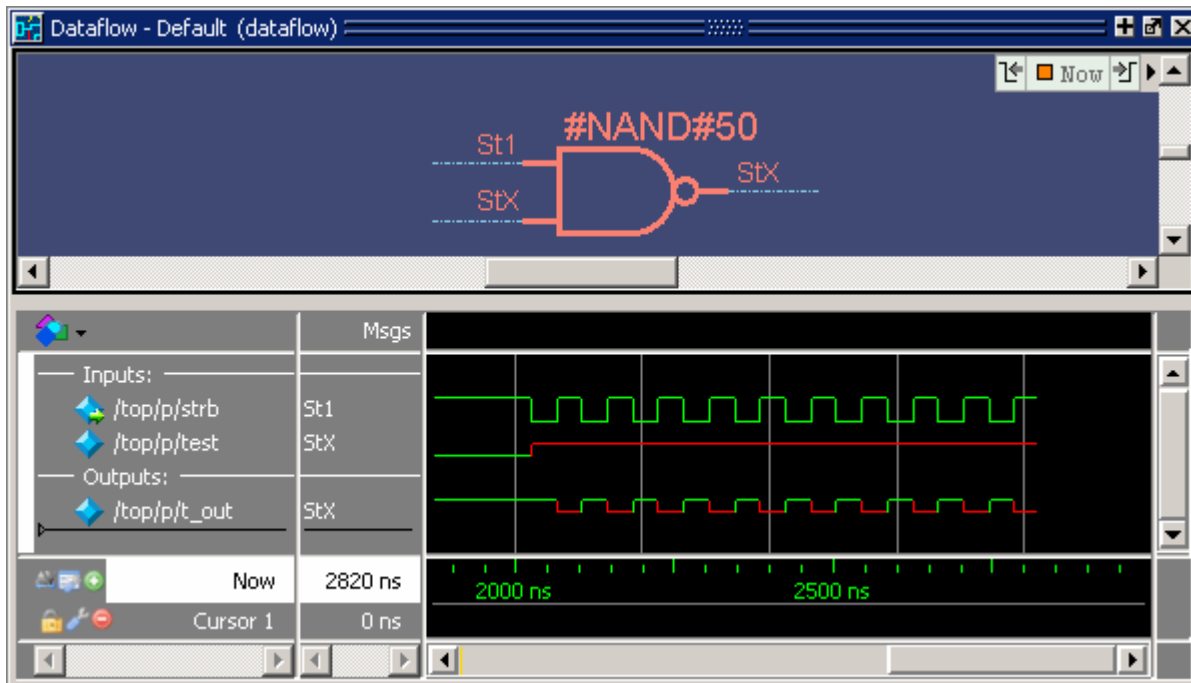 Dataflow - Default (dataflow)
Now
#NAND#50
St1
StX
StX
Msgs
Inputs:
/top/p/strb St1
/top/p/test StX
Outputs:
/top/p/t_out StX
Now 2820 ns
2000 ns 2500 ns
Cursor 1 0 ns